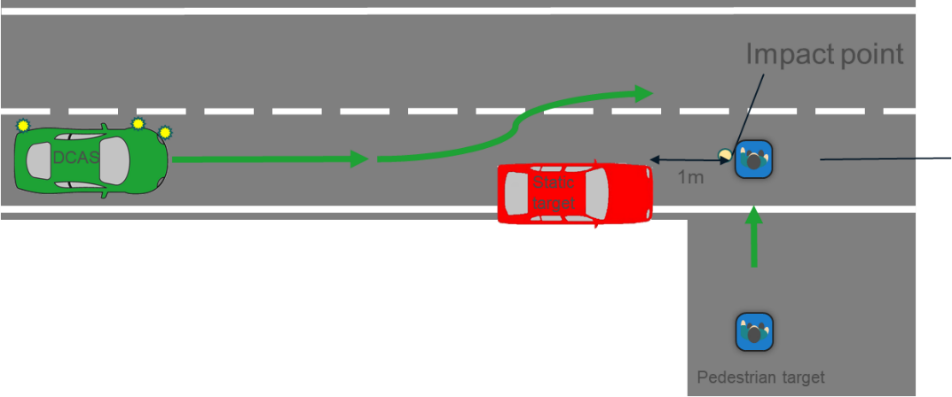 Impact point
DCAS
1m
Static
target
Pedestrian target